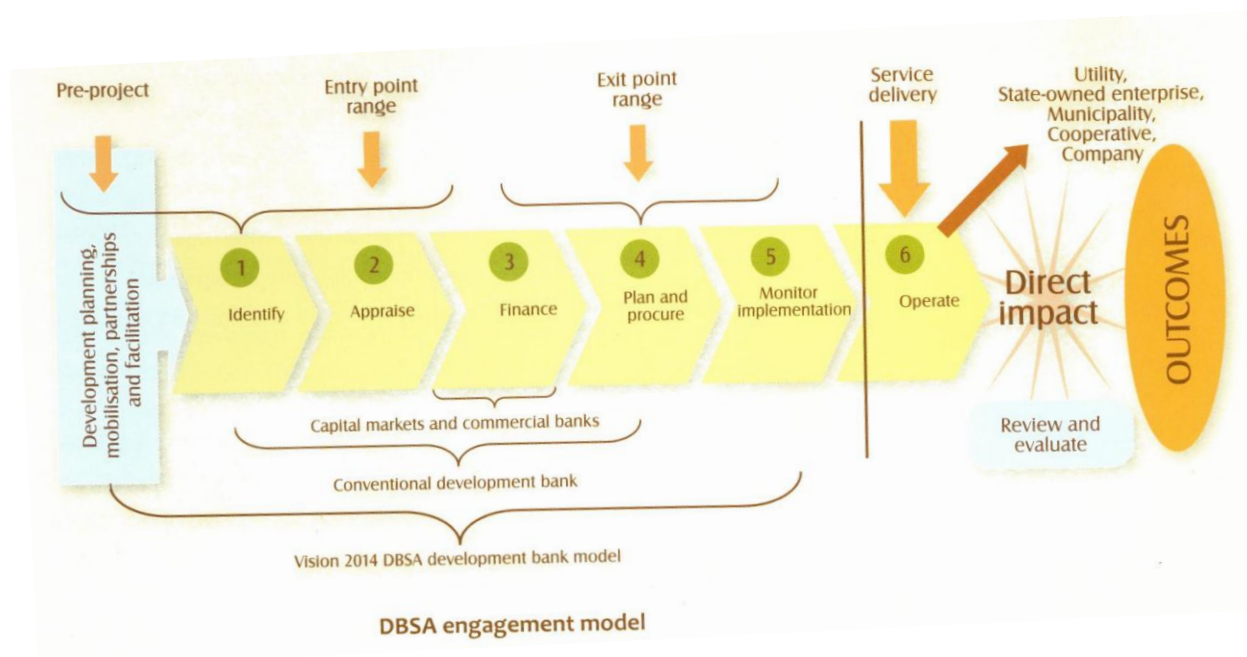 Pre-project
Entry point
range
Exit point
range
Service
delivery
Utility,
State-owned enterprise,
Municipality,
Cooperative,
Company
Development planning,
mobilisation, partnerships
and facilitation
1
Identify
2
Appraise
3
Finance
4
Plan and
procure
5
Monitor
implementation
6
Operate
Direct
impact
OUTCOMES
Review and
evaluate
Capital markets and commercial banks
Conventional development bank
Vision 2014 DBSA development bank model
DBSA engagement model